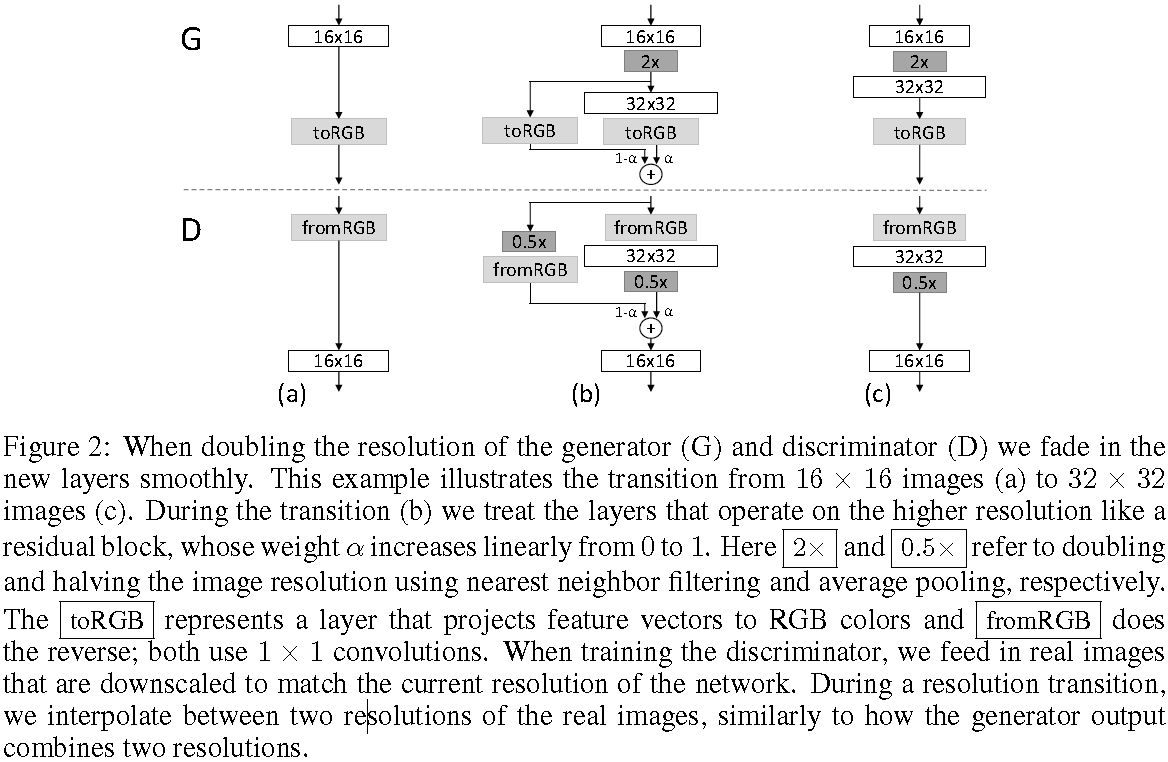 G
16x16
toRGB
16x16
2x
32x32
toRGB
toRGB
1-α
α
+
16x16
2x
32x32
toRGB
D
fromRGB
16x16
0.5x
fromRGB
fromRGB
32x32
0.5x
1-α
α
+
16x16
fromRGB
32x32
0.5x
16x16
(a)
(b)
(c)
Figure 2: When doubling the resolution of the generator (G) and discriminator (D) we fade in the
new layers smoothly. This example illustrates the transition from 16 × 16 images (a) to 32 × 32
images (c). During the transition (b) we treat the layers that operate on the higher resolution like a
residual block, whose weight α increases linearly from 0 to 1. Here 2× and 0.5× refer to doubling
and halving the image resolution using nearest neighbor filtering and average pooling, respectively.
The toRGB represents a layer that projects feature vectors to RGB colors and fromRGB does
the reverse; both use 1 × 1 convolutions. When training the discriminator, we feed in real images
that are downscaled to match the current resolution of the network. During a resolution transition,
we interpolate between two resolutions of the real images, similarly to how the generator output
combines two resolutions.